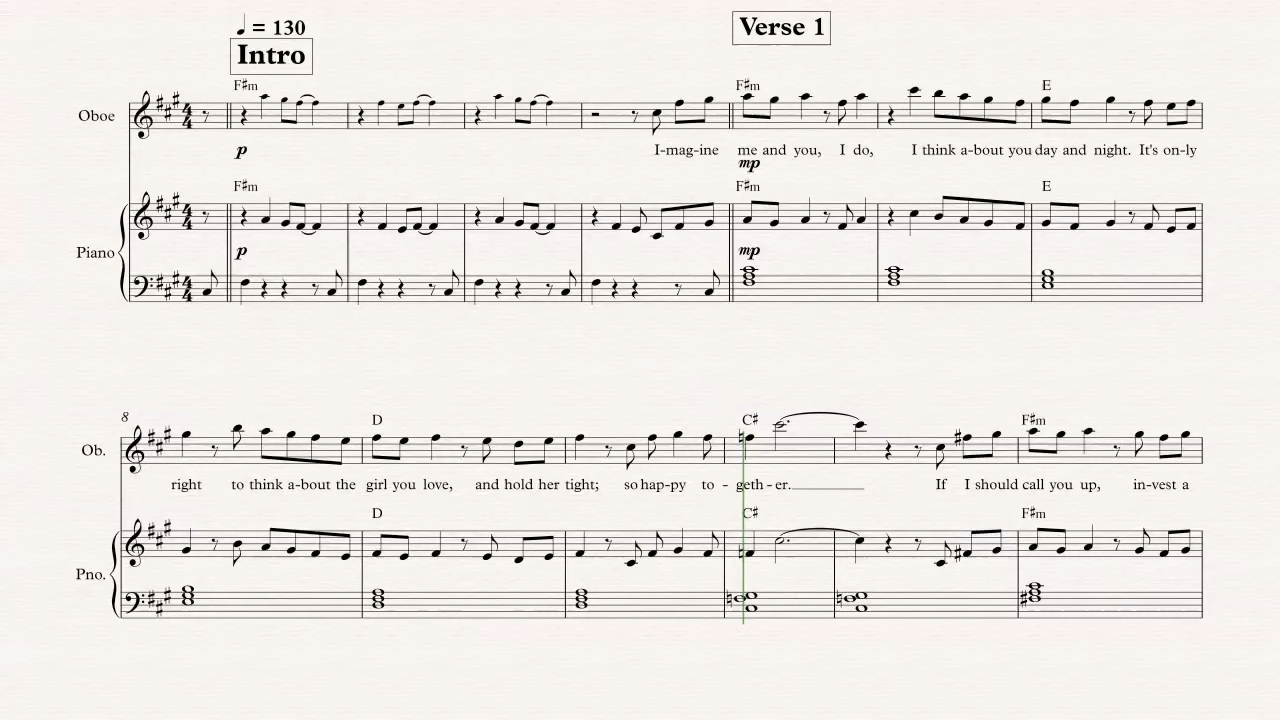 ♩ = 130
Intro
Verse 1
F♯m F♯m E
Oboe
p
I-mag-ine me and you, I do, I think a-bout you day and night. It's on-ly
mp
F♯m F♯m E
Piano
p mp
8
D C♯ F♯m
Ob.
right to think a-bout the girl you love, and hold her tight; so hap-py to - geth - er. If I should call you up, in-vest a
D C♯ F♯m
Pno.